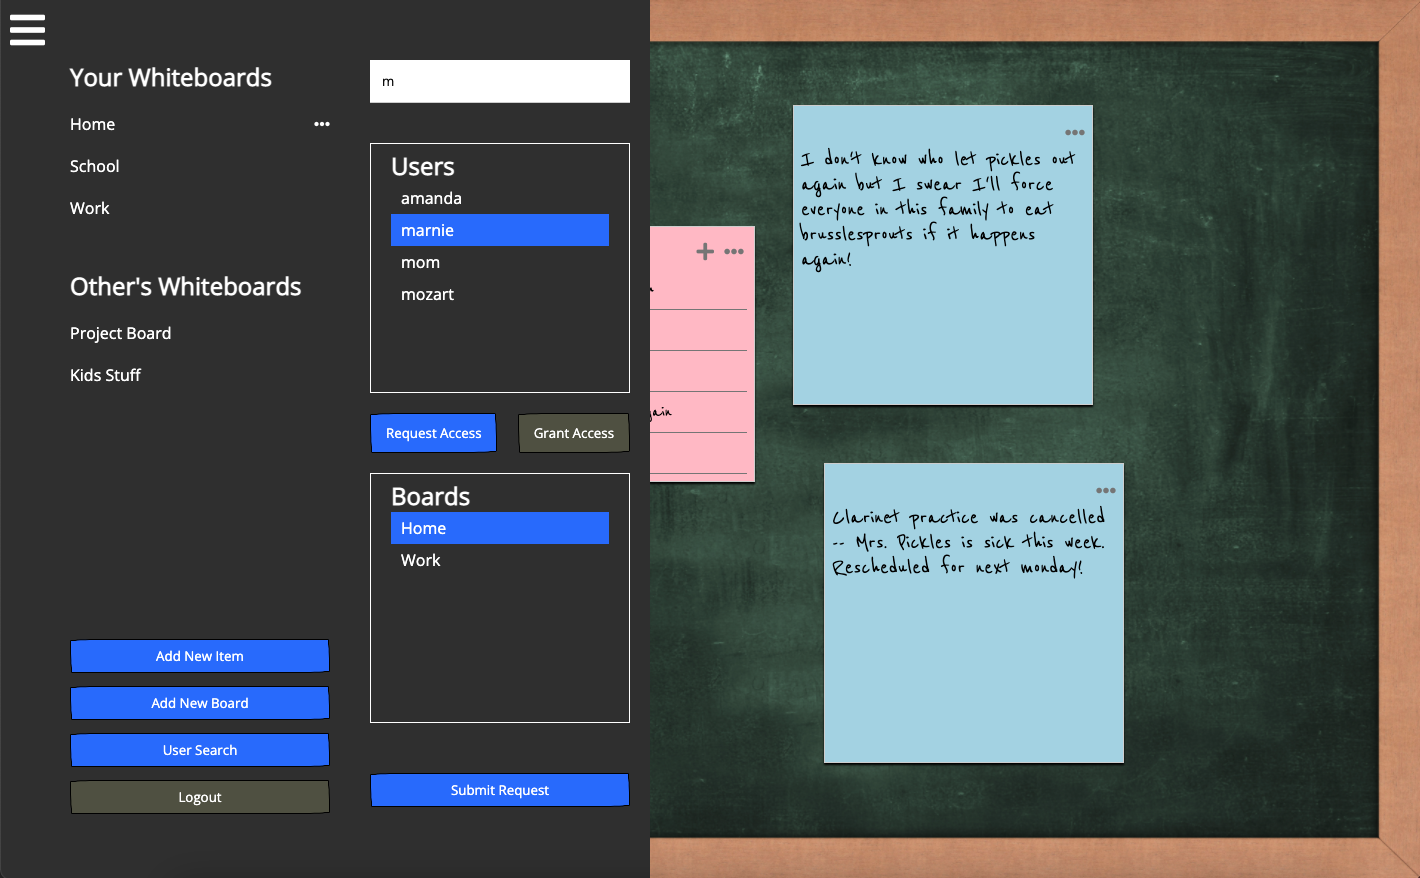 Your Whiteboards
Home
School
Work
Other's Whiteboards
Project Board
Kids Stuff
Add New Item
Add New Board
User Search
Logout
m
Users
amanda
marnie
mom
mozart
Request Access
Grant Access
Boards
Home
Work
Submit Request
I don't know who let pickles out
again but I swear I'll force
everyone in this family to eat
brusslesprouts if it happens
again!
Clarinet practice was cancelled
-- Mrs. Pickles is sick this week.
Rescheduled for next monday!